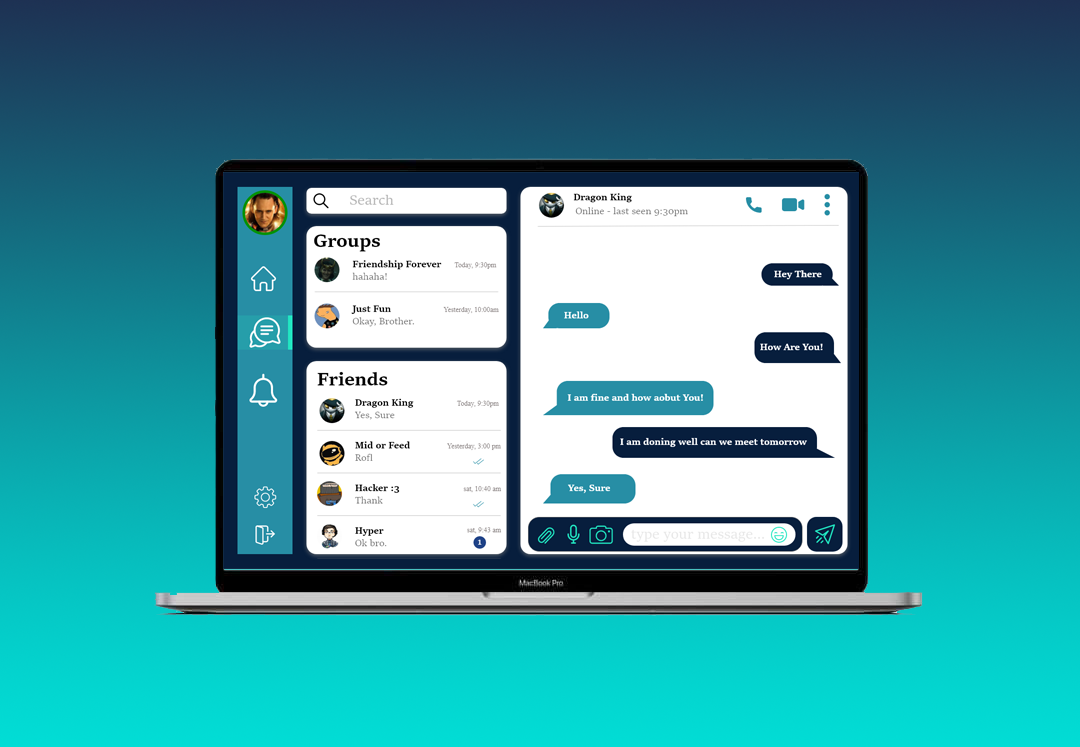 Search
Groups
Friendship Forever
Today, 9:30pm
hahaha!
Just Fun
Yesterday, 10:00am
Okay, Brother.
Friends
Dragon King
Today, 9:30pm
Yes, Sure
Mid or Feed
Yesterday, 3:00 pm
Rofl
Hacker :3
sat, 10:40 am
Thank
Hyper
sat, 9:43 am
Ok bro.
1
Dragon King
Online - last seen 9:30pm
Hey There
Hello
How Are You!
I am fine and how aobut You!
I am doning well can we meet tomorrow
Yes, Sure
type your message...
MacBook Pro